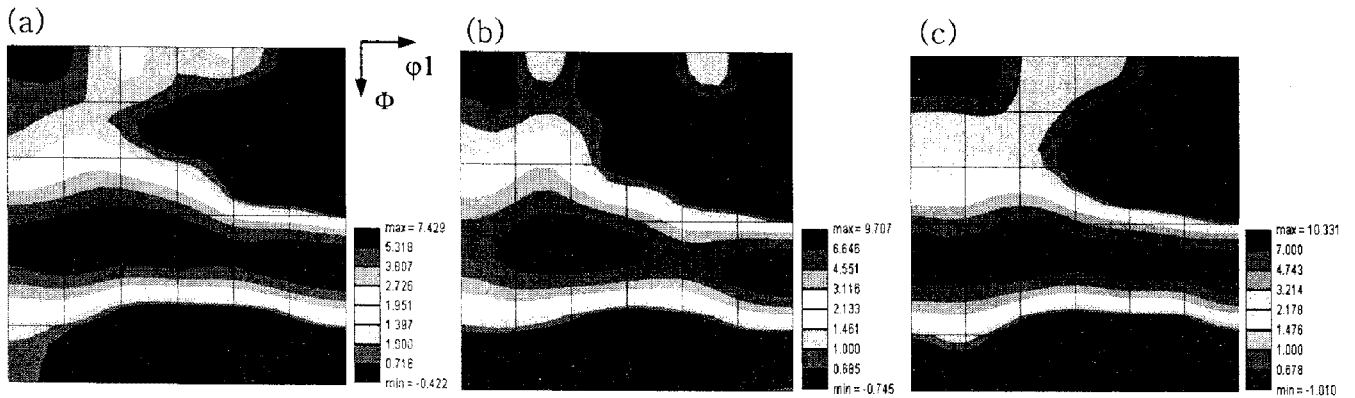 (a)
φ1
Φ
max = 7.429
5.318
3.807
2.726
1.951
1.397
1.000
0.716
min = -0.422
(b)
max = 9.707
6.646
4.551
3.116
2.133
1.461
1.000
0.685
min = -0.745
(c)
max = 10.331
7.000
4.743
3.214
2.178
1.476
1.000
0.678
min = -1.010